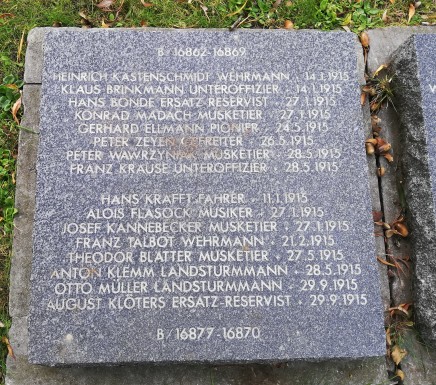 B/16862-16869
HEINRICH KASTENSCHMIDT WEHRMANN · 14.1.1915
KLAUS BRINKMANN UNTEROFFIZIER · 14.1.1915
HANS BONDE ERSATZ-RESERVIST · 27.1.1915
KONRAD MADACH MUSKETIER · 27.1.1915
GERHARD ELLMANN PIONIER · 24.5.1915
PETER ZEYEN GEFREITER · 26.5.1915
PETER WAWRZYNIAK MUSKETIER · 28.5.1915
FRANZ KRAUSE UNTEROFFIZIER · 28.5.1915
HANS KRAFFT FAHRER · 11.1.1915
ALOIS FLASOCK MUSIKER · 27.1.1915
JOSEF KANNEBECKER MUSKETIER · 27.1.1915
FRANZ TALBOT WEHRMANN · 21.2.1915
THEODOR BLATTER MUSKETIER · 27.5.1915
ANTON KLEMM LANDSTURMMANN · 28.5.1915
OTTO MÜLLER LANDSTURMMANN · 29.9.1915
AUGUST KLÖTERS ERSATZ-RESERVIST · 29.9.1915
B/16877-16870